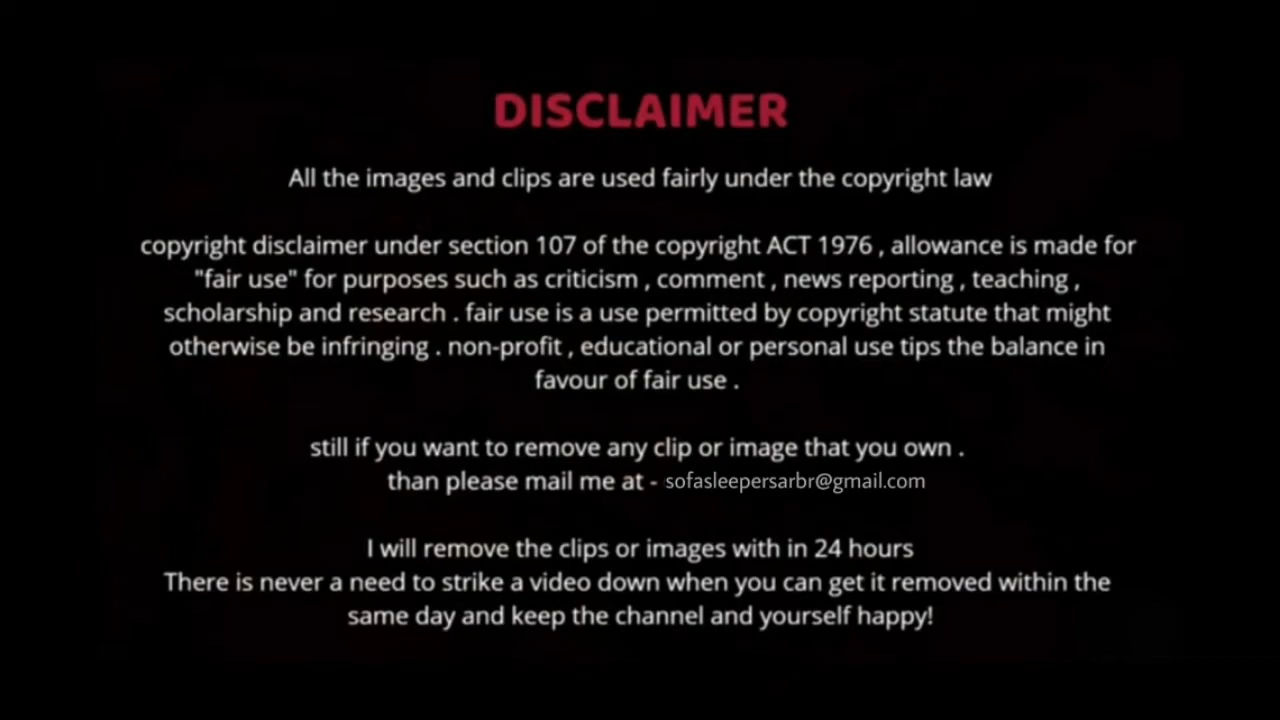 DISCLAIMER
All the images and clips are used fairly under the copyright law
copyright disclaimer under section 107 of the copyright ACT 1976 , allowance is made for
"fair use" for purposes such as criticism , comment , news reporting , teaching ,
scholarship and research . fair use is a use permitted by copyright statute that might
otherwise be infringing . non-profit , educational or personal use tips the balance in
favour of fair use .
still if you want to remove any clip or image that you own .
than please mail me at - sofasleepersarbr@gmail.com
I will remove the clips or images with in 24 hours
There is never a need to strike a video down when you can get it removed within the
same day and keep the channel and yourself happy!